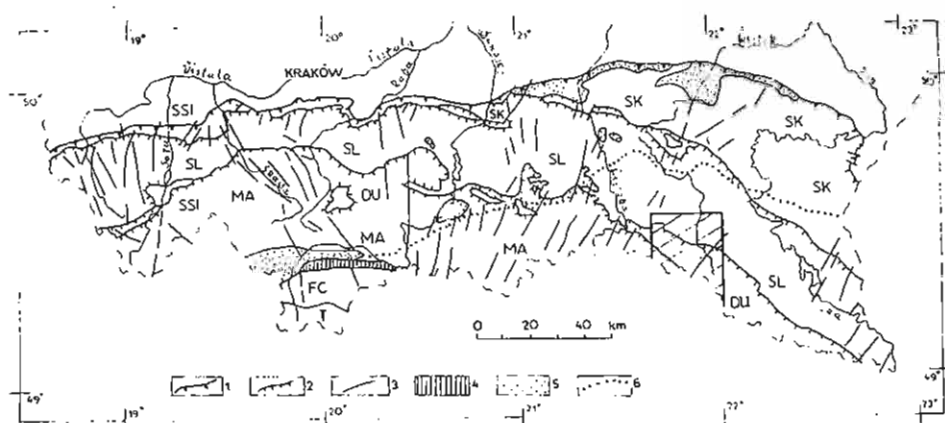 19° 20° 21° 22° 23°
Vistula KRAKÓW Vistula
Raba
50° 50°
SSI SK SK SK
SL SL SL SK
SSI MA DU
MA MA
FC SL
DU
T
0 20 40 km
1 2 3 4 5 6
49° 49°
19° 20° 21° 22° 23°